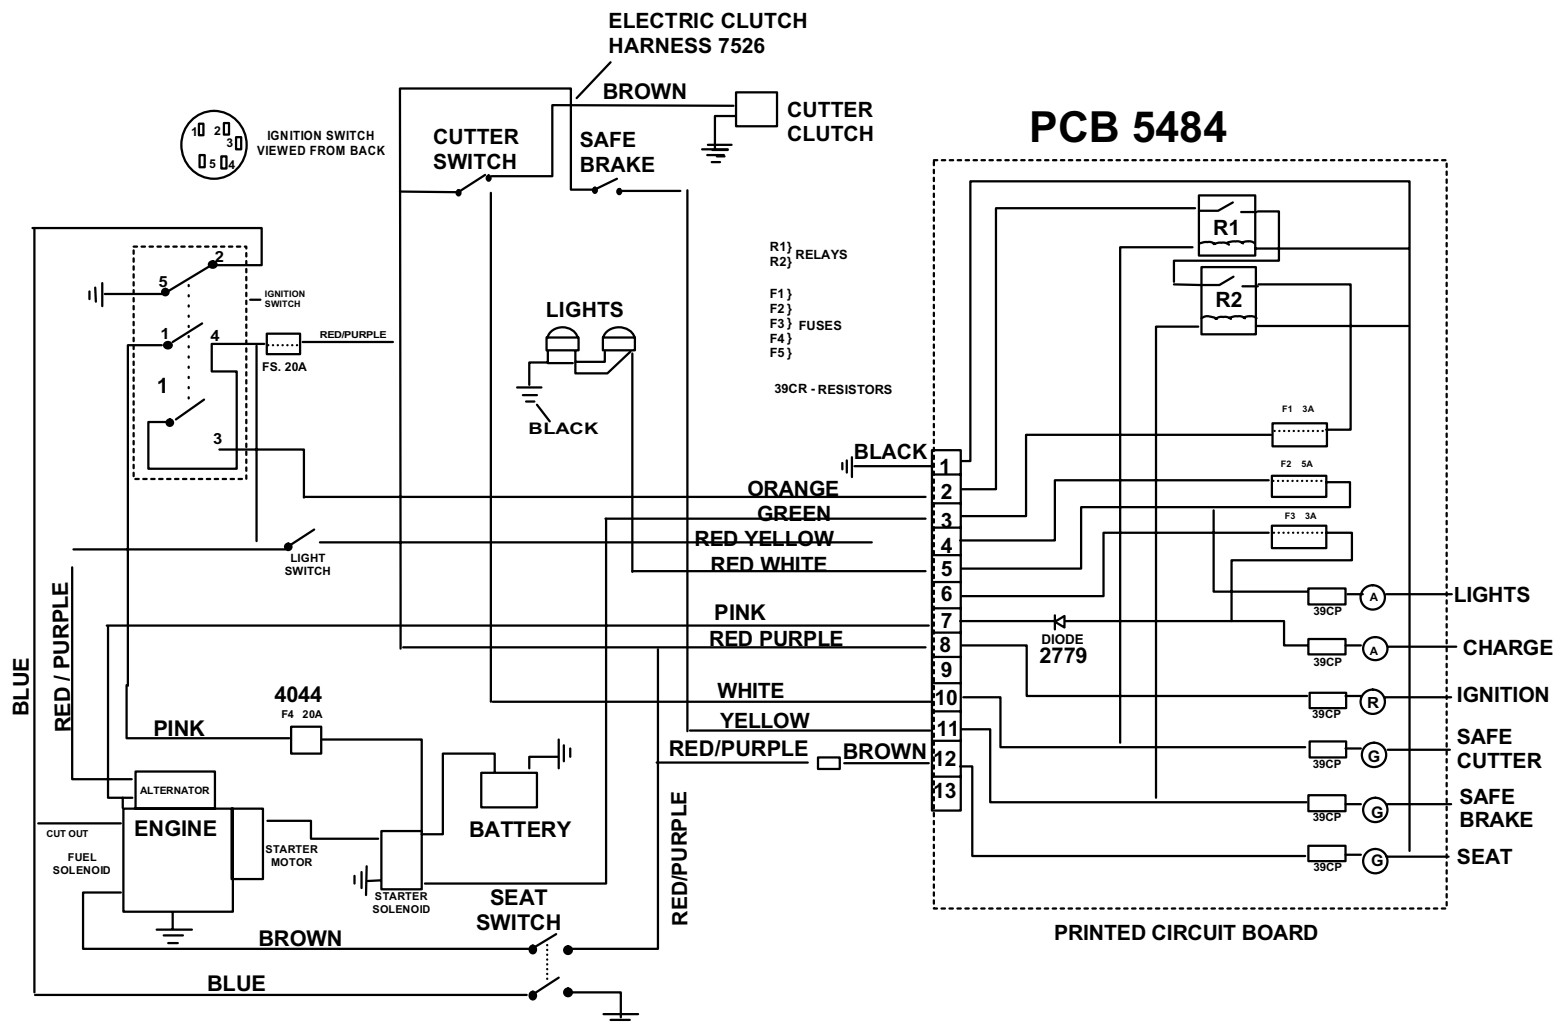 ELECTRIC CLUTCH
HARNESS 7526
BROWN
CUTTER
CLUTCH
PCB 5484
1 2
3
5 4
IGNITION SWITCH
VIEWED FROM BACK
CUTTER
SWITCH
SAFE
BRAKE
R1
R2
R1}
R2}
RELAYS
F1 }
F2 }
F3 }
F4 }
F5 }
FUSES
39CR - RESISTORS
2
5
IGNITION
SWITCH
1
4
RED/PURPLE
FS. 20A
1
3
LIGHTS
BLACK
F1 3A
F2 5A
F3 3A
BLACK
1
ORANGE
2
GREEN
3
RED YELLOW
4
RED WHITE
5
6
PINK
7
RED PURPLE
8
9
WHITE
10
YELLOW
11
RED/PURPLE
BROWN
12
13
LIGHT
SWITCH
DIODE
2779
39CP
A
LIGHTS
39CP
A
CHARGE
39CP
R
IGNITION
39CP
G
SAFE
CUTTER
39CP
G
SAFE
BRAKE
39CP
G
SEAT
BLUE
RED / PURPLE
4044
F4 20A
PINK
ALTERNATOR
ENGINE
CUT OUT
FUEL
SOLENOID
STARTER
MOTOR
BATTERY
STARTER
SOLENOID
SEAT
SWITCH
RED/PURPLE
BROWN
BLUE
PRINTED CIRCUIT BOARD